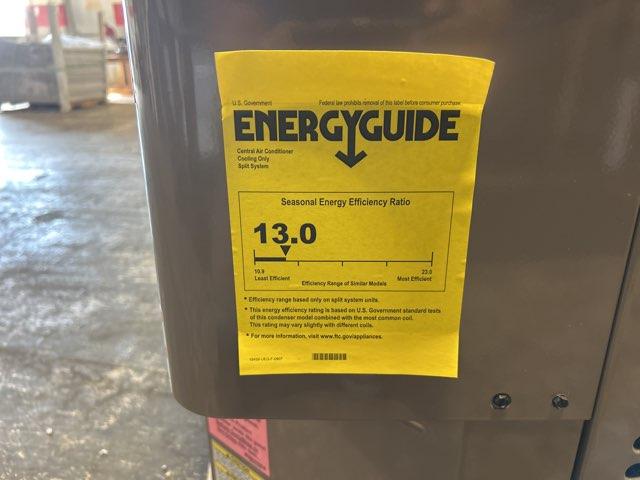 U.S. Government Federal law prohibits removal of this label before consumer purchase.
ENERGYGUIDE
Central Air Conditioner
Cooling Only
Split System
Seasonal Energy Efficiency Ratio
13.0
10.9 23.0
Least Efficient Most Efficient
Efficiency Range of Similar Models
* Efficiency range based only on split system units.
* This energy efficiency rating is based on U.S. Government standard tests
of this condenser model combined with the most common coil.
This rating may vary slightly with different coils.
* For more information, visit www.ftc.gov/appliances.